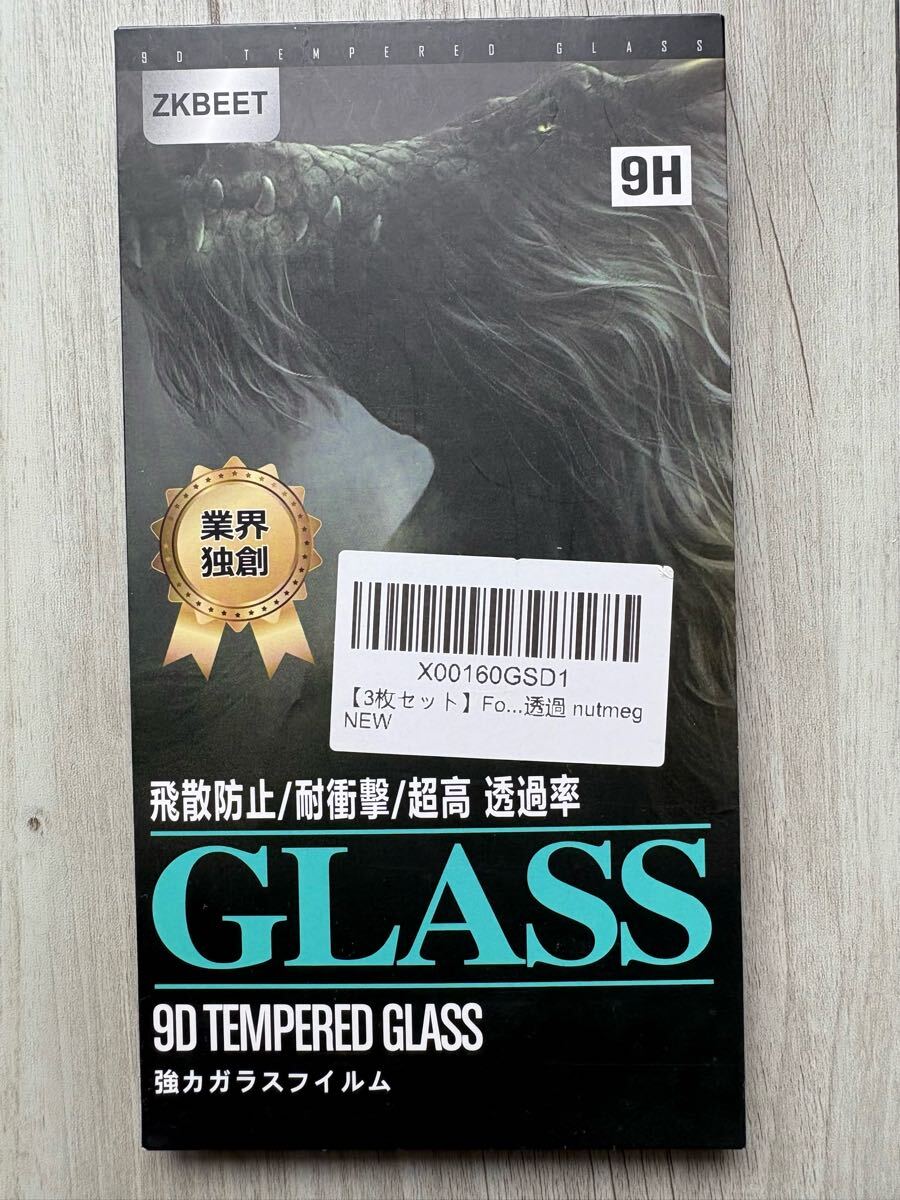 9D TEMPERED GLASS
ZKBEET
9H
業界
独創
X00160GSD1
【3枚セット】Fo...透過 nutmeg
NEW
飛散防止/耐衝撃/超高 透過率
GLASS
9D TEMPERED GLASS
強力ガラスフイルム